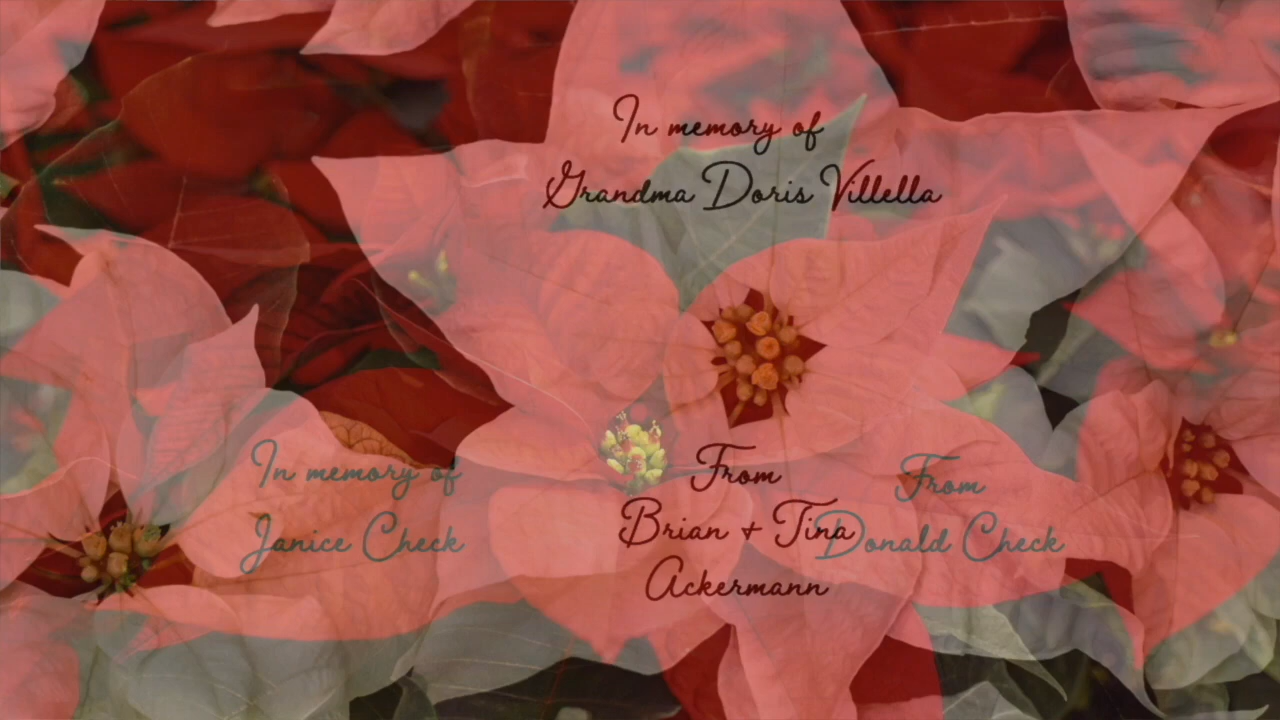 In memory of
Grandma Doris Villella
In memory of
Janice Check
From
Brian + Tina
Ackermann
From
Donald Check